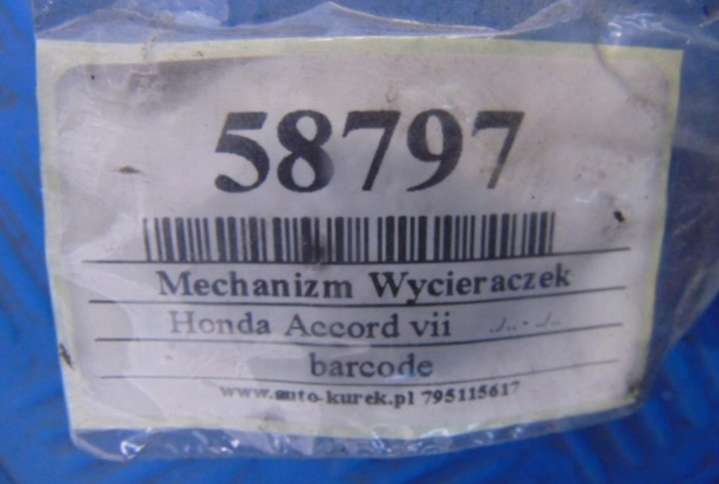 58797
Mechanizm Wycieraczek
Honda Accord vii
barcode
www.auto-kurek.pl 795115617